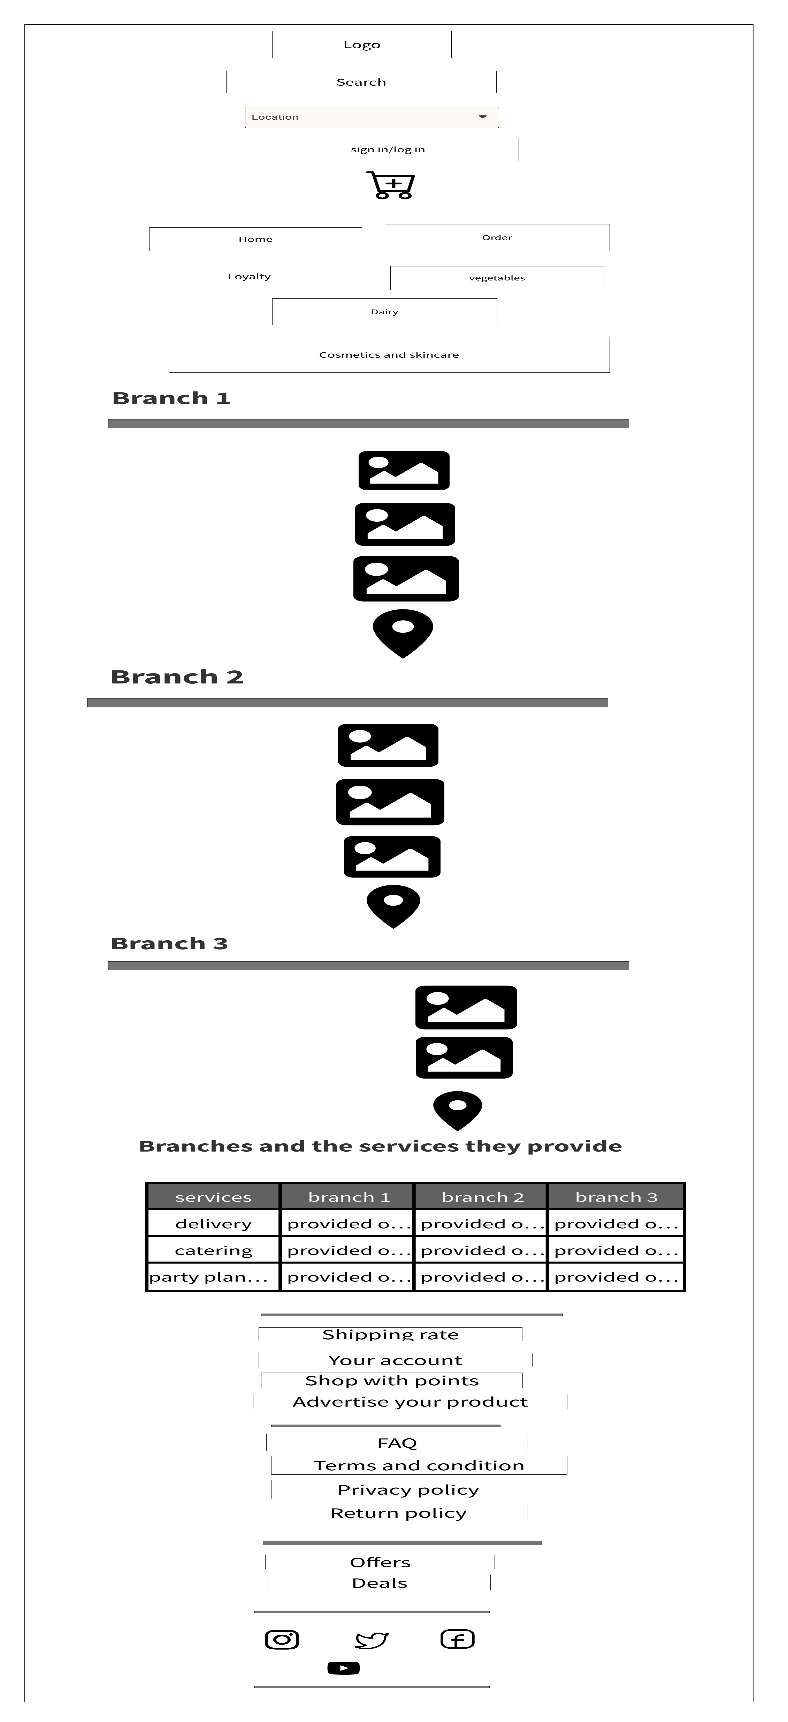 Logo
Search
Location
sign in/log in
Home
Order
Loyalty
vegetables
Dairy
Cosmetics and skincare
Branch 1
Branch 2
Branch 3
Branches and the services they provide
services branch 1 branch 2 branch 3
delivery provided o... provided o... provided o...
catering provided o... provided o... provided o...
party plan... provided o... provided o... provided o...
Shipping rate
Your account
Shop with points
Advertise your product
FAQ
Terms and condition
Privacy policy
Return policy
Offers
Deals